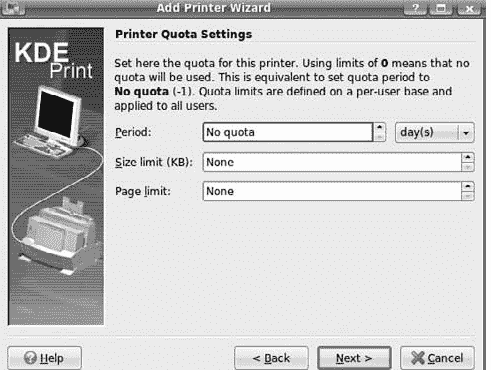 Add Printer Wizard
KDE
Print
Printer Quota Settings
Set here the quota for this printer. Using limits of 0 means that no
quota will be used. This is equivalent to set quota period to
No quota (-1). Quota limits are defined on a per-user base and
applied to all users.
Period: No quota day(s)
Size limit (KB): None
Page limit: None
Help < Back Next > Cancel